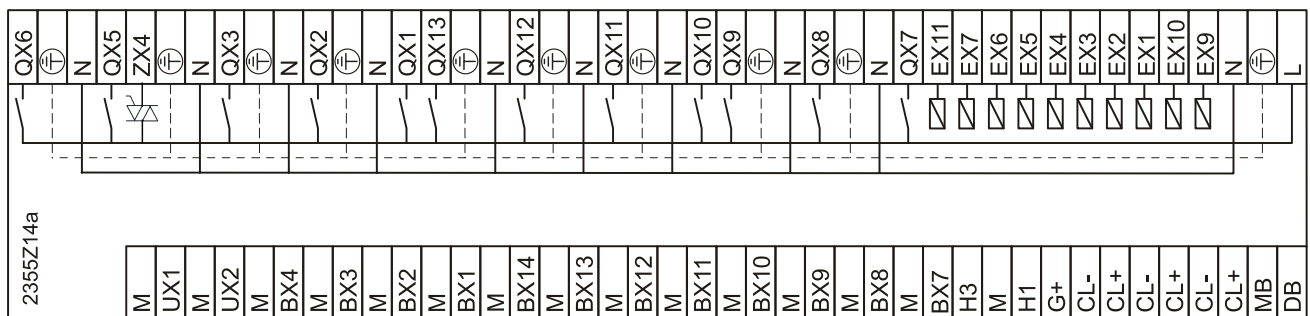 QX6
N
QX5
ZX4
N
QX3
N
QX2
N
QX1
QX13
N
QX12
N
QX11
N
QX10
QX9
N
QX8
N
QX7
EX11
EX7
EX6
EX5
EX4
EX3
EX2
EX1
EX10
EX9
N
L
2355Z14a
M
UX1
M
UX2
M
BX4
M
BX3
M
BX2
M
BX1
M
BX14
M
BX13
M
BX12
M
BX11
M
BX10
M
BX9
M
BX8
M
BX7
H3
M
H1
G+
CL-
CL+
CL-
CL+
CL-
CL+
MB
DB